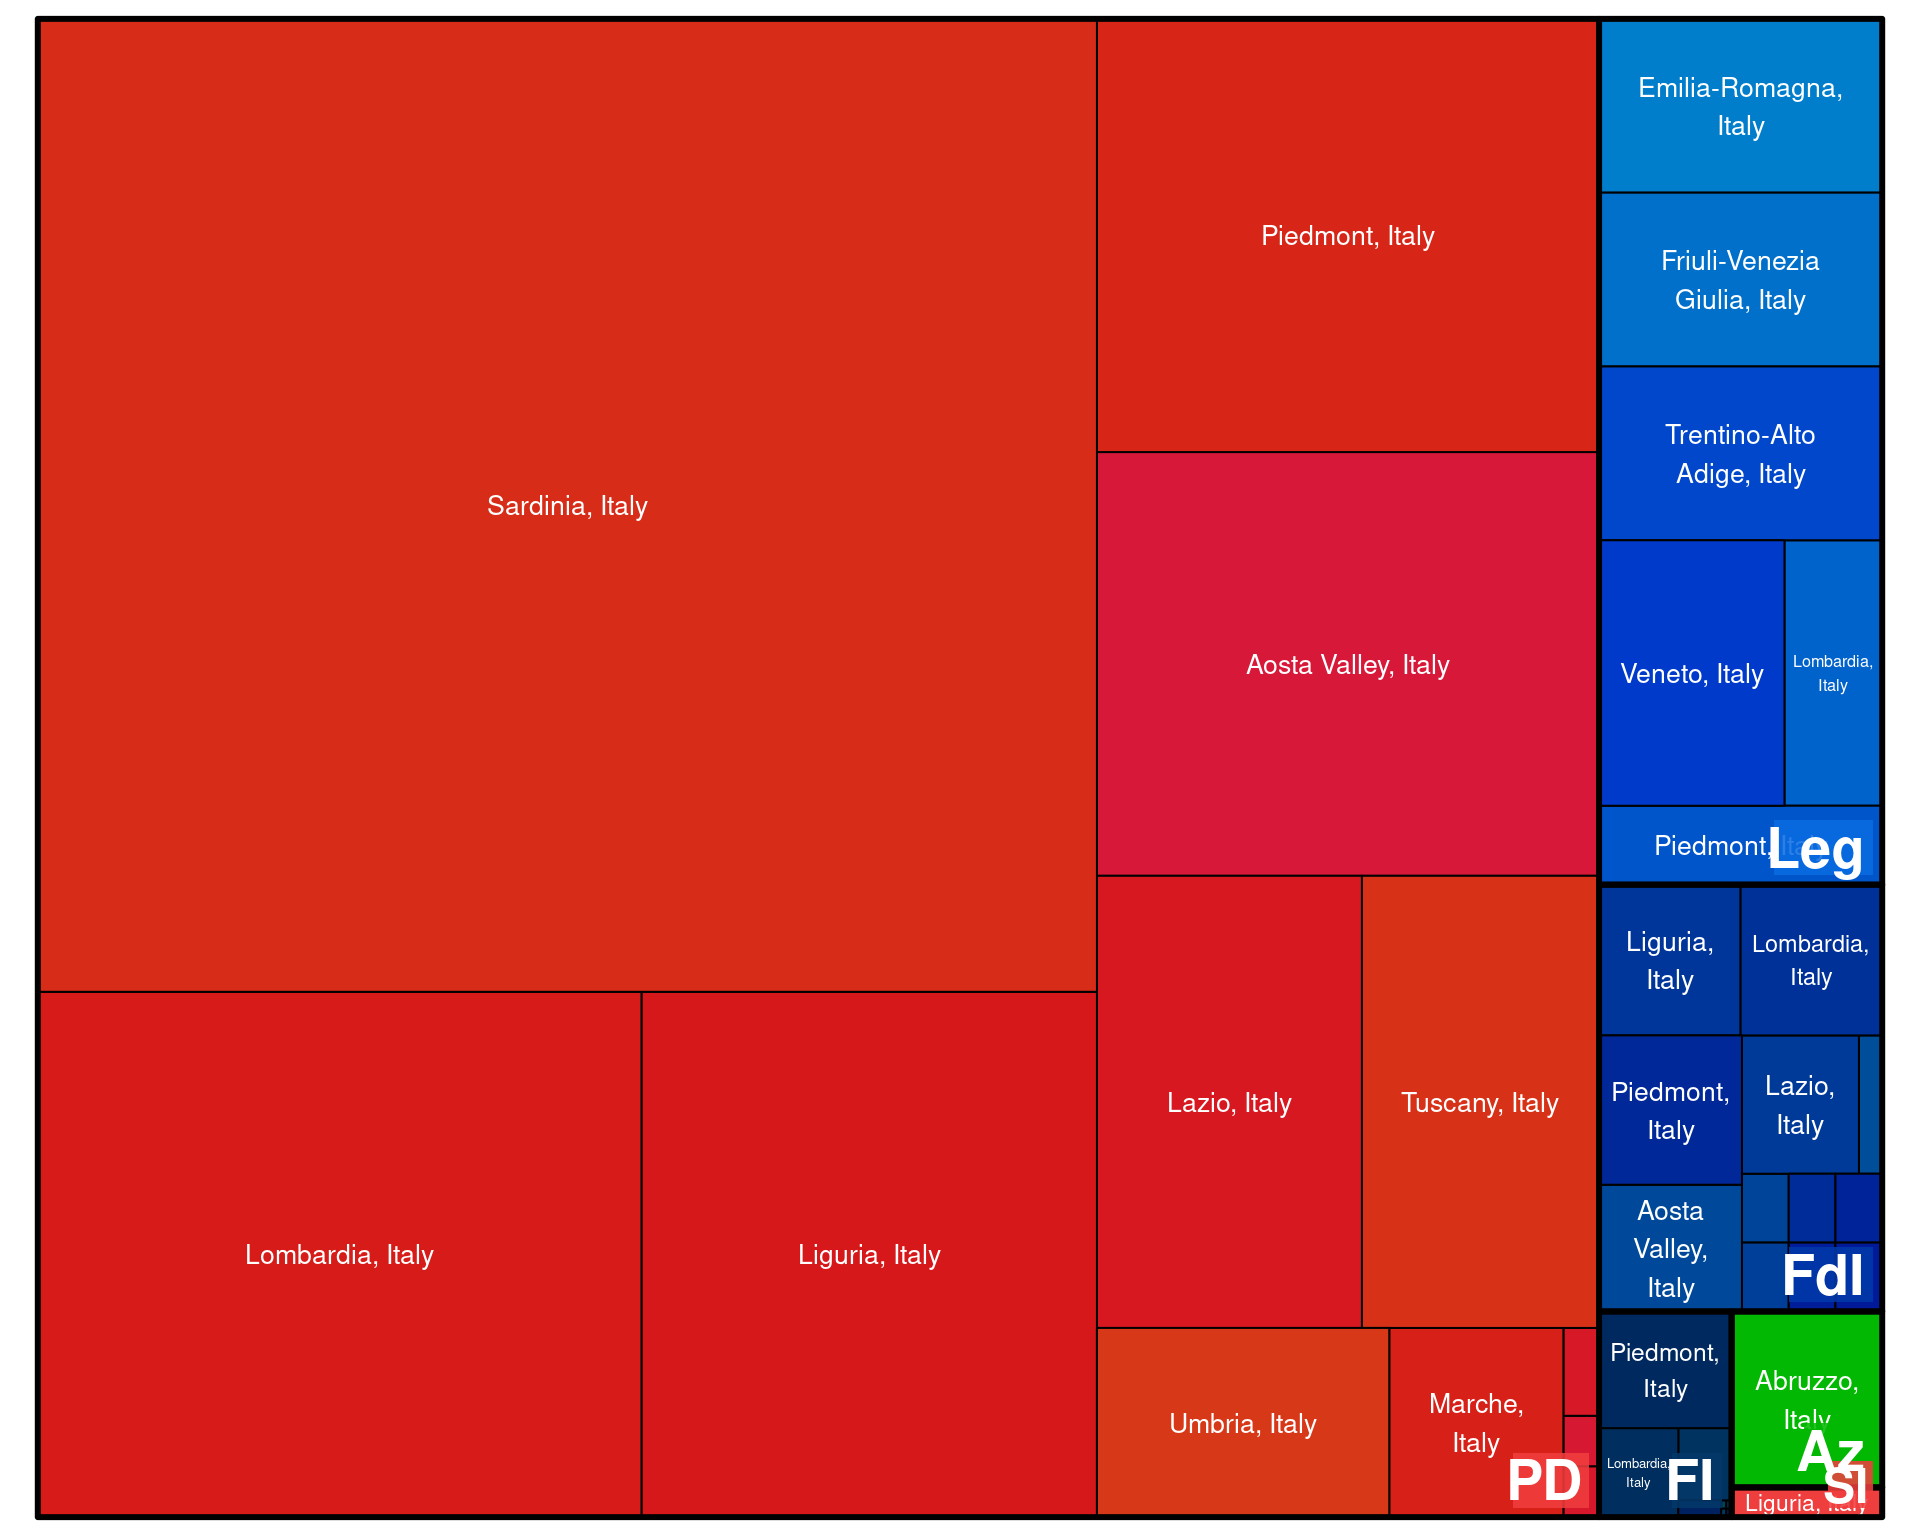 Sardinia, Italy
Lombardia, Italy
Liguria, Italy
Piedmont, Italy
Aosta Valley, Italy
Lazio, Italy
Tuscany, Italy
Umbria, Italy
Marche,
Italy
PD
Emilia-Romagna,
Italy
Friuli-Venezia
Giulia, Italy
Trentino-Alto
Adige, Italy
Veneto, Italy
Lombardia,
Italy
Piedmont, Italy
Leg
Liguria,
Italy
Lombardia,
Italy
Piedmont,
Italy
Lazio,
Italy
Aosta
Valley,
Italy
FdI
Piedmont,
Italy
Lombardia,
Italy
FI
Abruzzo,
Italy
Az
SI
Liguria, Italy